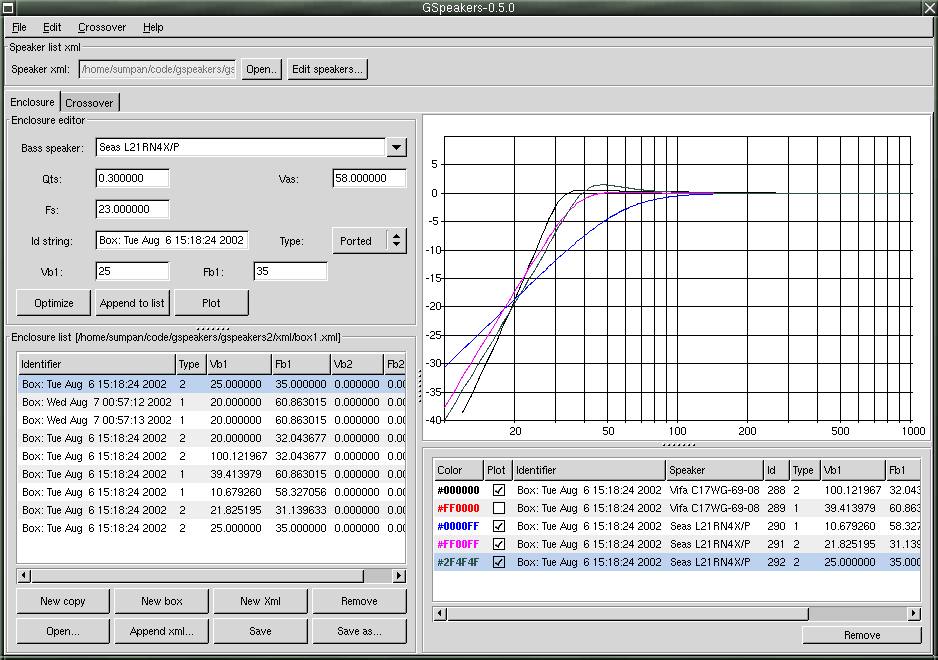 GSpeakers-0.5.0
File Edit Crossover Help
Speaker list xml
Speaker xml: /home/sumpan/code/gspeakers/gs Open.. Edit speakers...
Enclosure Crossover
Enclosure editor
Bass speaker: Seas L21RN4X/P
Qts: 0.300000 Vas: 58.000000
Fs: 23.000000
Id string: Box: Tue Aug 6 15:18:24 2002 Type: Ported
Vb1: 25 Fb1: 35
Optimize Append to list Plot
Enclosure list [/home/sumpan/code/gspeakers/gspeakers2/xml/box1.xml]
Identifier Type Vb1 Fb1 Vb2 Fb2
Box: Tue Aug 6 15:18:24 2002 2 25.000000 35.000000 0.000000 0.00
Box: Wed Aug 7 00:57:12 2002 1 20.000000 60.863015 0.000000 0.00
Box: Wed Aug 7 00:57:13 2002 1 20.000000 60.863015 0.000000 0.00
Box: Tue Aug 6 15:18:24 2002 2 20.000000 32.043677 0.000000 0.00
Box: Tue Aug 6 15:18:24 2002 2 100.121967 32.043677 0.000000 0.00
Box: Tue Aug 6 15:18:24 2002 1 39.413979 60.863015 0.000000 0.00
Box: Tue Aug 6 15:18:24 2002 1 10.679260 58.327056 0.000000 0.00
Box: Tue Aug 6 15:18:24 2002 2 21.825195 31.139633 0.000000 0.00
Box: Tue Aug 6 15:18:24 2002 2 25.000000 35.000000 0.000000 0.00
New copy New box New Xml Remove
Open... Append xml... Save Save as...
5
0
-5
-10
-15
-20
-25
-30
-35
-40
20 50 100 200 500 1000
Color Plot Identifier Speaker Id Type Vb1 Fb1
#000000 Box: Tue Aug 6 15:18:24 2002 Vifa C17WG-69-08 288 2 100.121967 32.043
#FF0000 Box: Tue Aug 6 15:18:24 2002 Vifa C17WG-69-08 289 1 39.413979 60.863
#0000FF Box: Tue Aug 6 15:18:24 2002 Seas L21RN4X/P 290 1 10.679260 58.327
#FF00FF Box: Tue Aug 6 15:18:24 2002 Seas L21RN4X/P 291 2 21.825195 31.139
#2F4F4F Box: Tue Aug 6 15:18:24 2002 Seas L21RN4X/P 292 2 25.000000 35.000
Remove